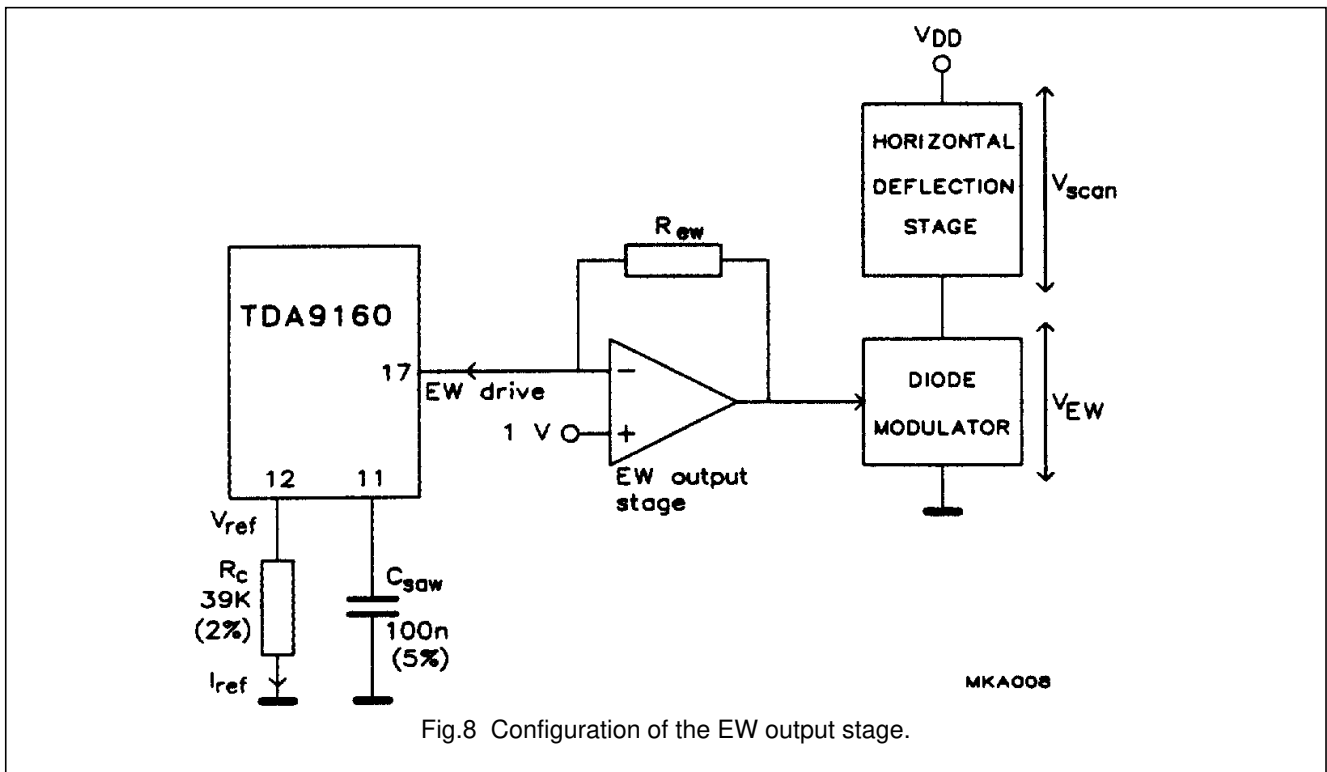 VDD
HORIZONTAL
DEFLECTION
STAGE
Vscan
Rew
TDA9160
17
EW drive
1 V
-
+
EW output
stage
DIODE
MODULATOR
VEW
12
11
Vref
Rc
39K
(2%)
Iref
Csaw
100n
(5%)
MKA008
Fig.8 Configuration of the EW output stage.